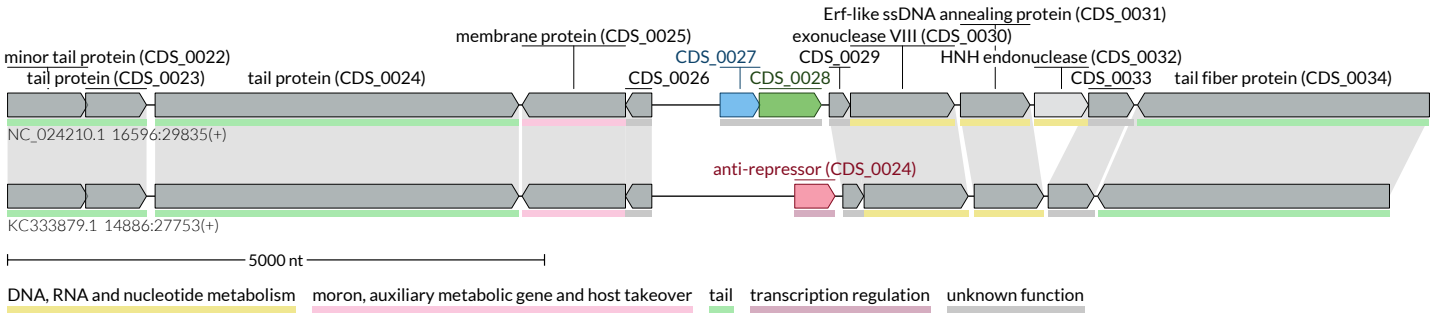 Erf-like ssDNA annealing protein (CDS_0031)
membrane protein (CDS_0025) exonuclease VIII (CDS_0030)
minor tail protein (CDS_0022) CDS_0027 CDS_0029 HNH endonuclease (CDS_0032)
tail protein (CDS_0023) tail protein (CDS_0024) CDS_0026 CDS_0028 CDS_0033 tail fiber protein (CDS_0034)
NC_024210.1 16596:29835(+)
anti-repressor (CDS_0024)
KC333879.1 14886:27753(+)
5000 nt
DNA, RNA and nucleotide metabolism moron, auxiliary metabolic gene and host takeover tail transcription regulation unknown function